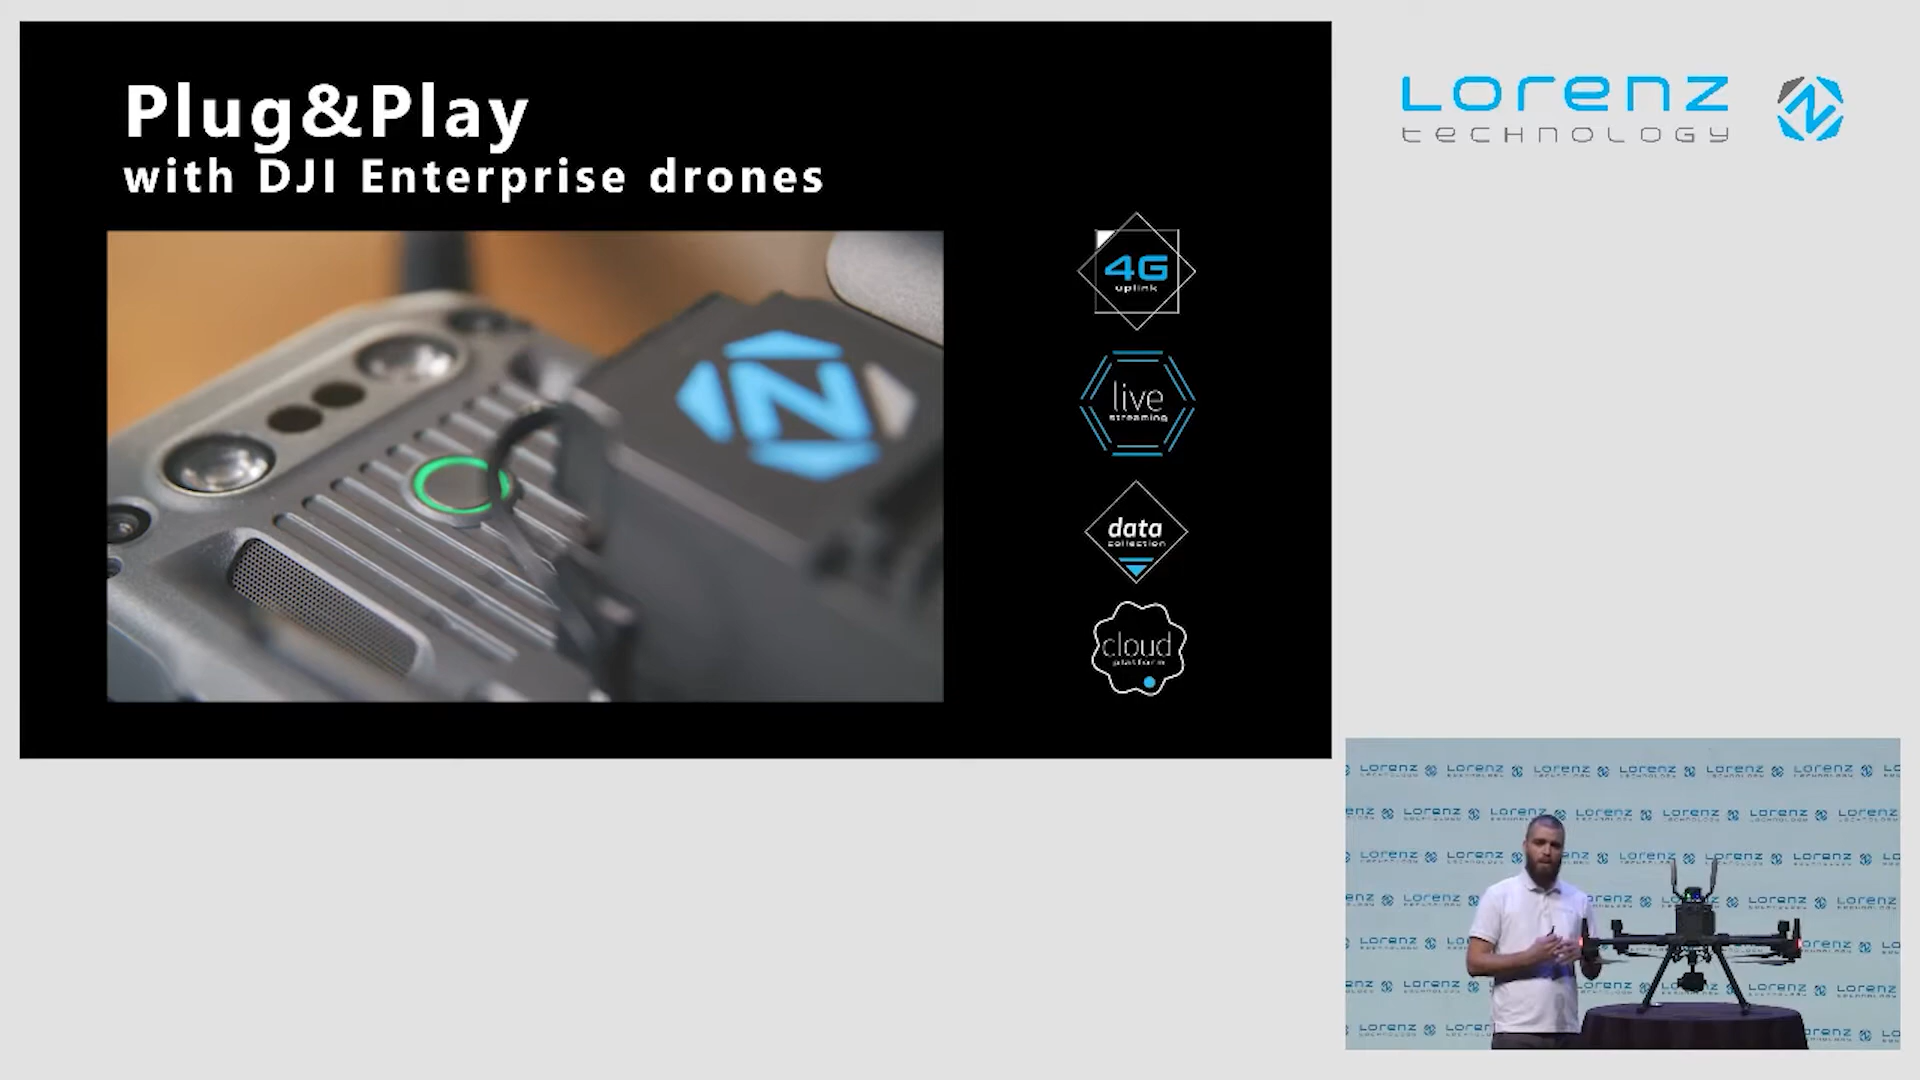 Plug&Play
with DJI Enterprise drones
4G
uplink
live
streaming
data
collection
cloud
platform
Lorenz
TECHNOLOGY